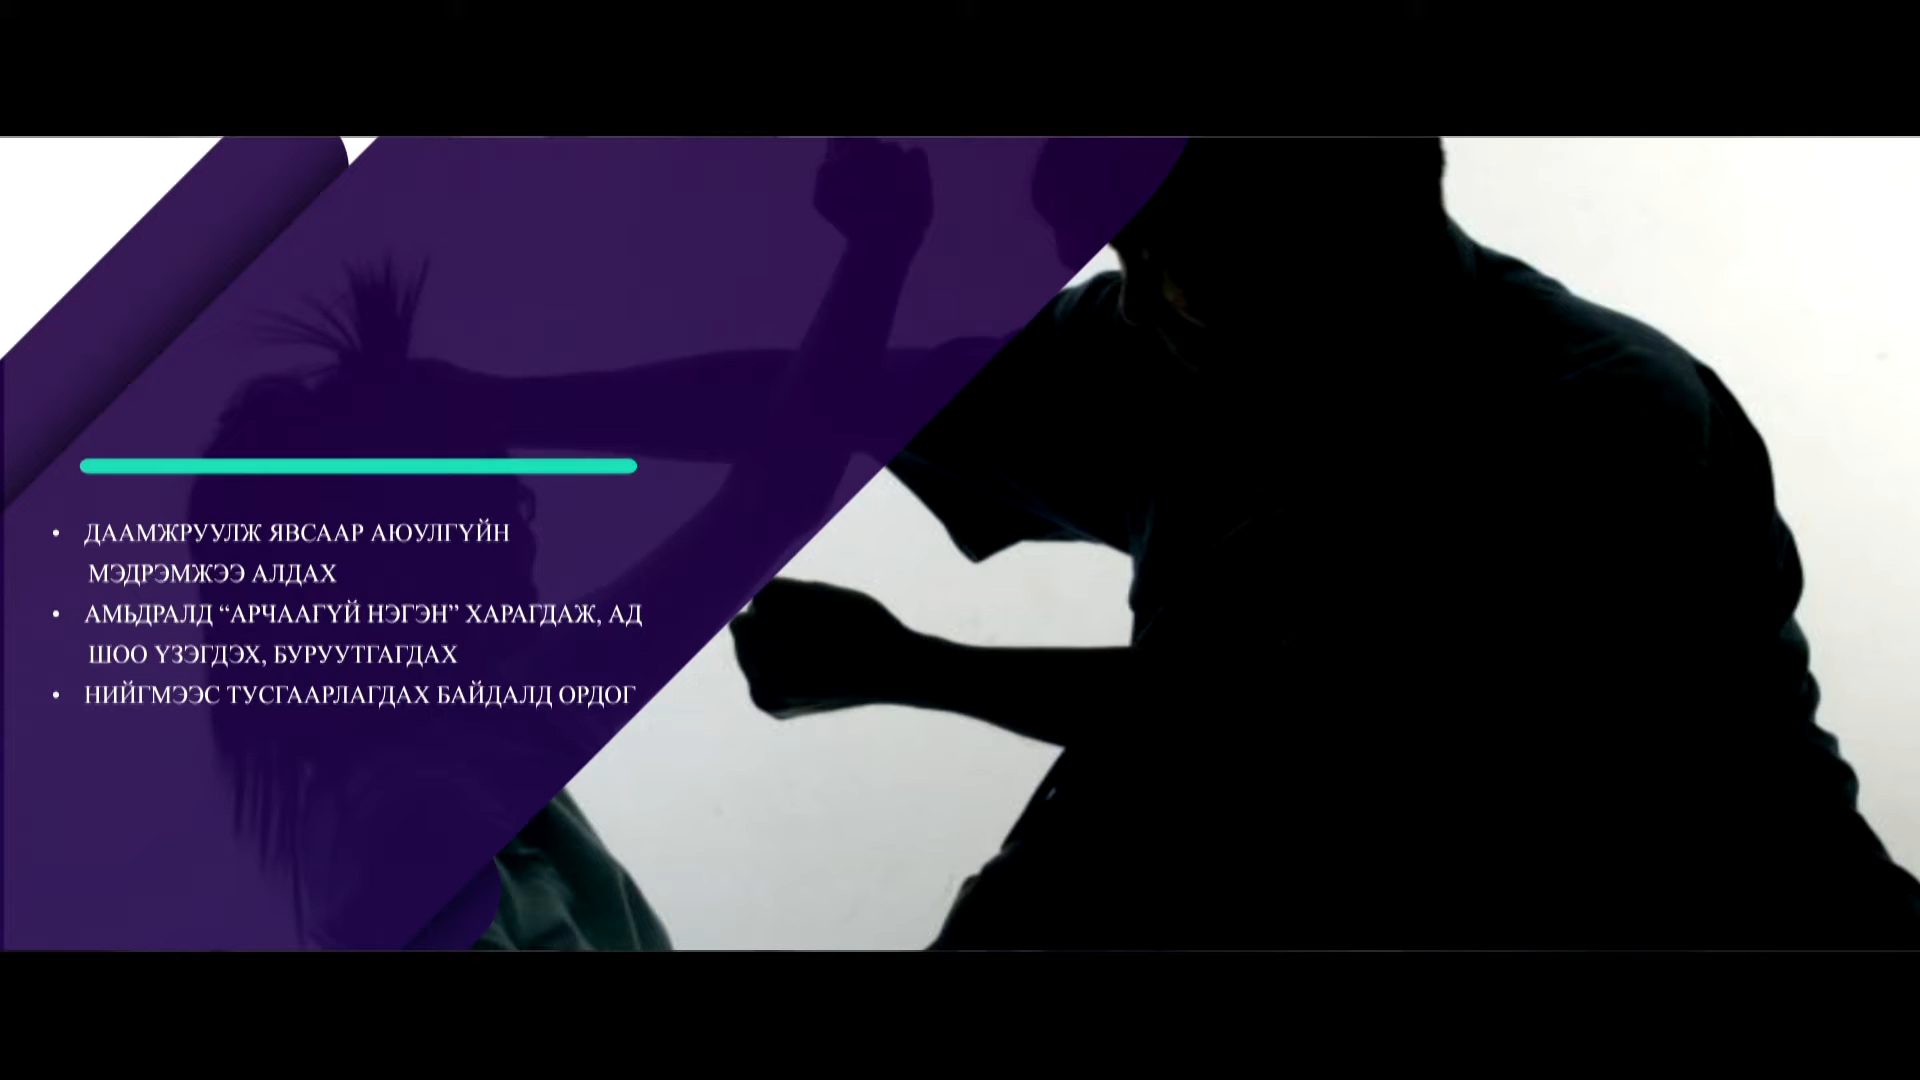 • ДААМЖРУУЛЖ ЯВСААР АЮУЛГҮЙН
МЭДРЭМЖЭЭ АЛДАХ
• АМЬДРАЛД “АРЧААГҮЙ НЭГЭН” ХАРАГДАЖ, АД
ШОО ҮЗЭГДЭХ, БУРУУТГАГДАХ
• НИЙГМЭЭС ТУСГААРЛАГДАХ БАЙДАЛД ОРДОГ